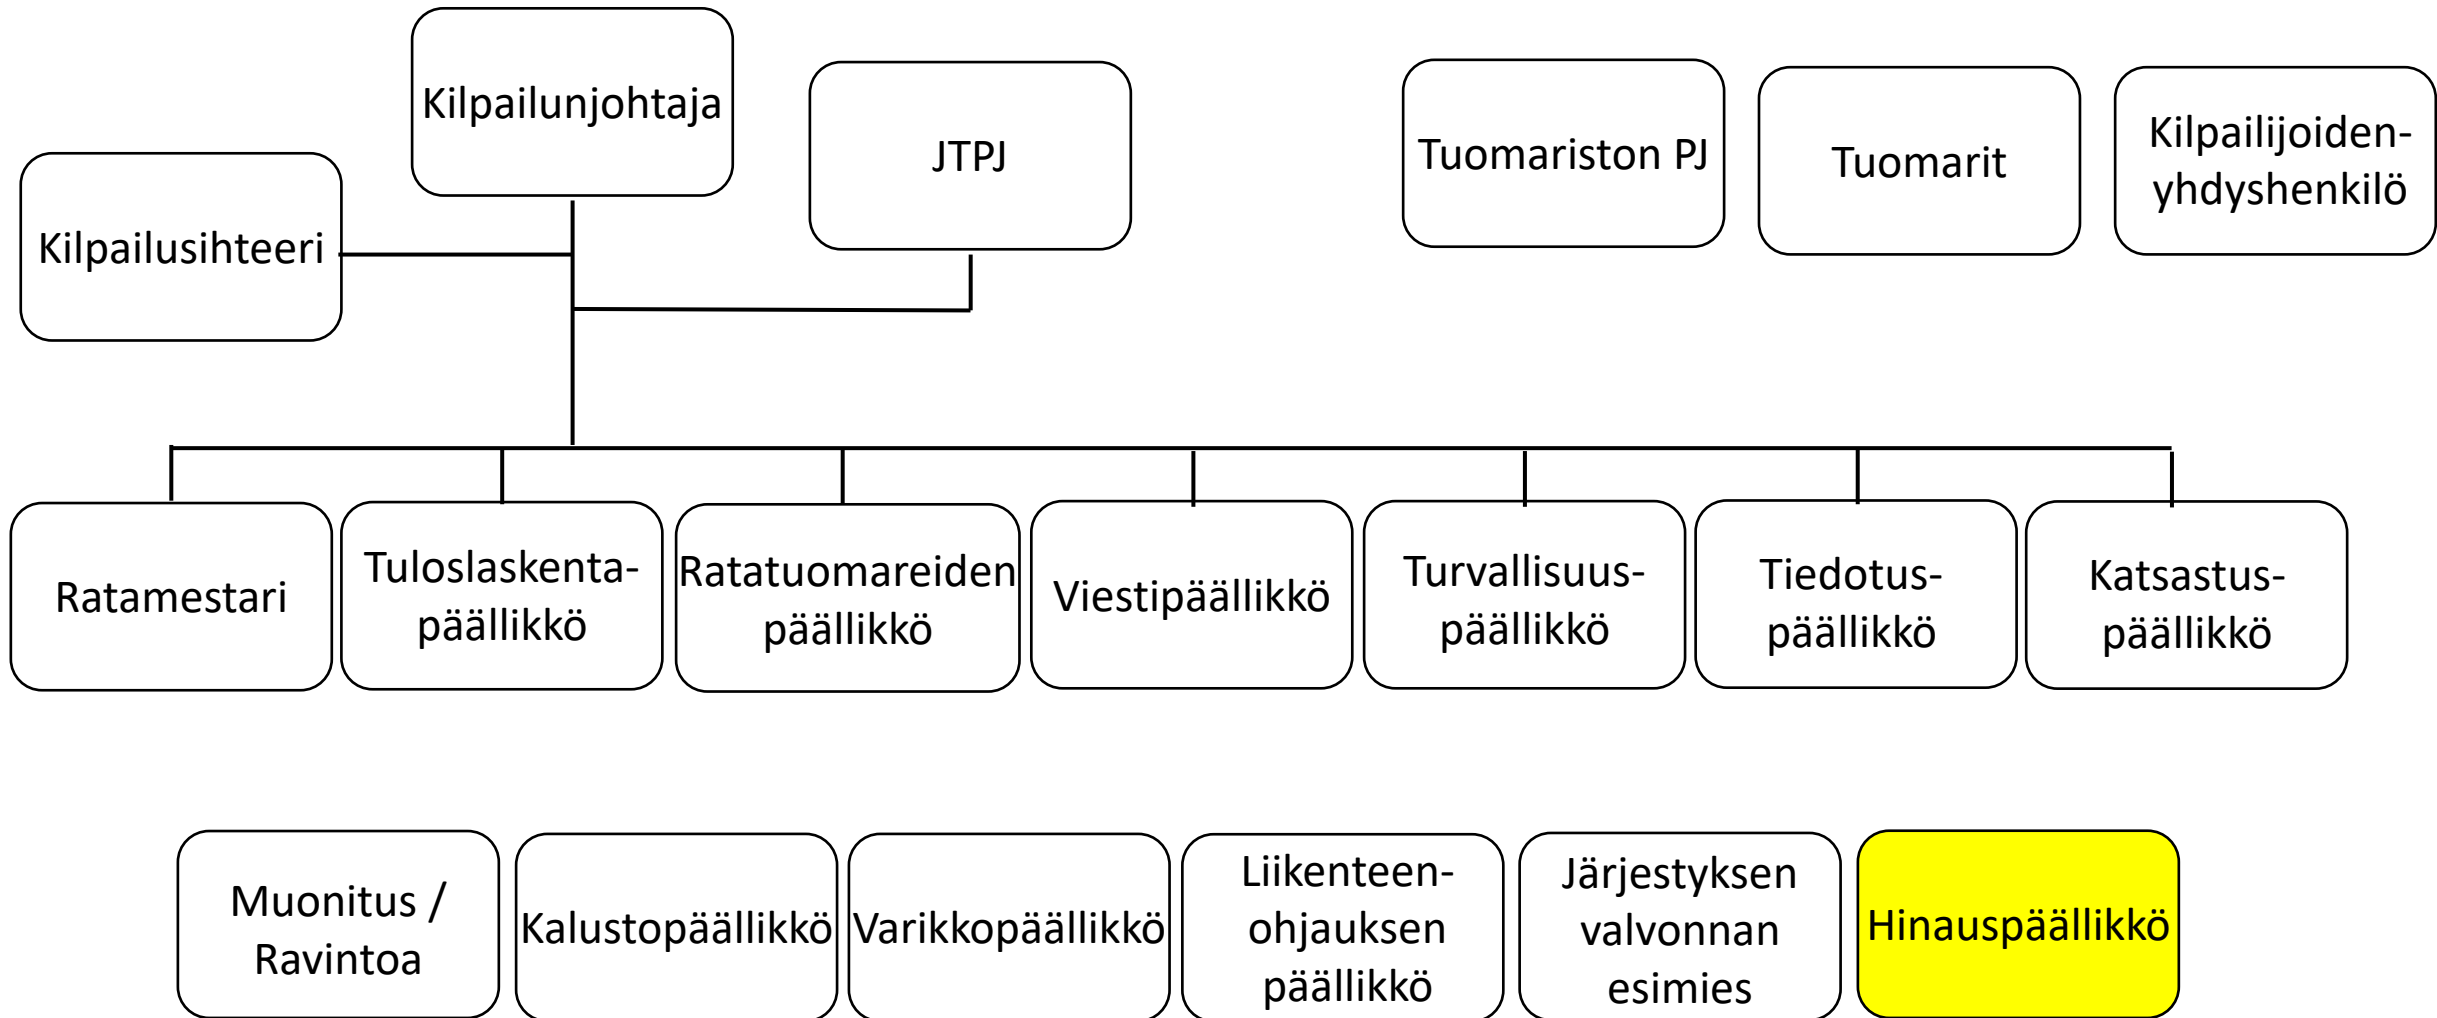 Kilpailunjohtaja
JTPJ
Tuomariston PJ
Tuomarit
Kilpailijoiden-
yhdyshenkilö
Kilpailusihteeri
Ratamestari
Tuloslaskenta-
päällikkö
Ratatuomareiden
päällikkö
Viestipäällikkö
Turvallisuus-
päällikkö
Tiedotus-
päällikkö
Katsastus-
päällikkö
Muonitus /
Ravintoa
Kalustopäällikkö
Varikkopäällikkö
Liikenteen-
ohjauksen
päällikkö
Järjestyksen
valvonnan
esimies
Hinauspäällikkö